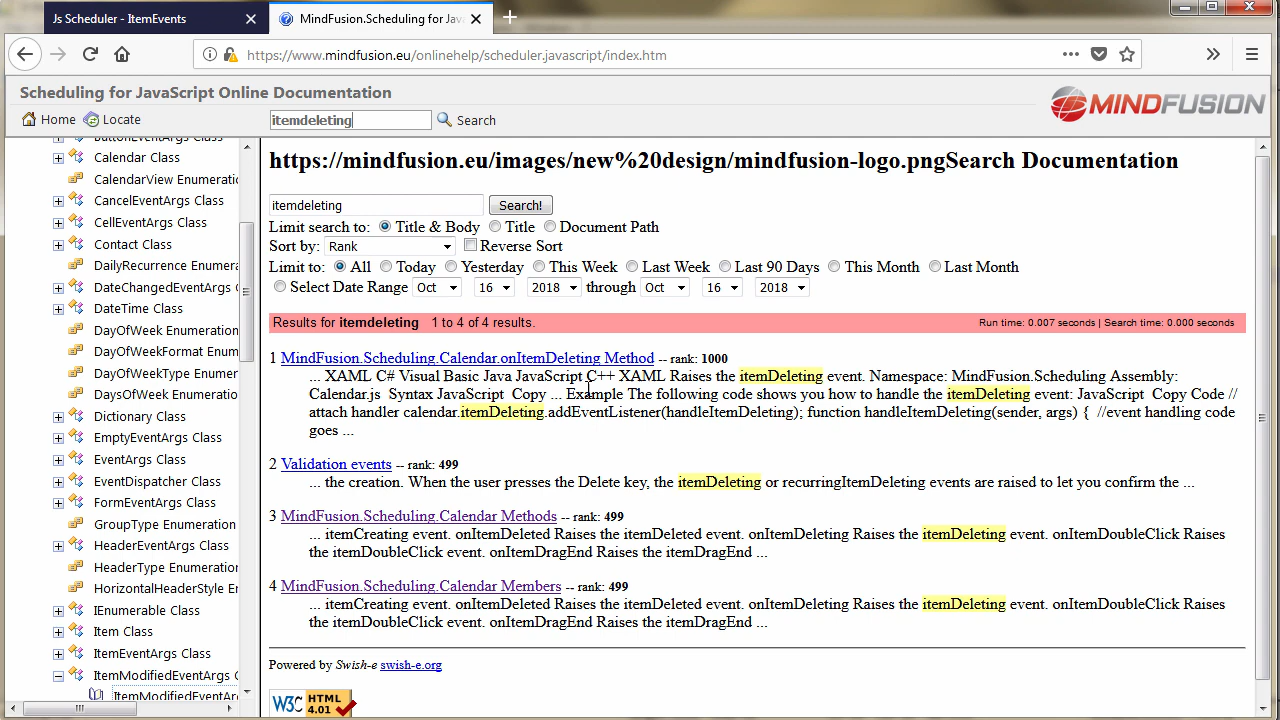 Js Scheduler - ItemEvents
MindFusion.Scheduling for Java
https://www.mindfusion.eu/onlinehelp/scheduler.javascript/index.htm
Scheduling for JavaScript Online Documentation
MINDFUSION
Home
Locate
itemdeleting
Search
ButtonEventArgs Class
Calendar Class
CalendarView Enumeratio
CancelEventArgs Class
CellEventArgs Class
Contact Class
DailyRecurrence Enumera
DateChangedEventArgs Class
DateTime Class
DayOfWeek Enumeration
DayOfWeekFormat Enumera
DayOfWeekType Enumerat
DaysOfWeek Enumeration
Dictionary Class
EmptyEventArgs Class
EventArgs Class
EventDispatcher Class
FormEventArgs Class
GroupType Enumeration
HeaderEventArgs Class
HeaderType Enumeration
HorizontalHeaderStyle En
IEnumerable Class
Item Class
ItemEventArgs Class
ItemModifiedEventArgs C
ItemModifiedEventAr
https://mindfusion.eu/images/new%20design/mindfusion-logo.pngSearch Documentation
itemdeleting Search!
Limit search to: Title & Body Title Document Path
Sort by: Rank Reverse Sort
Limit to: All Today Yesterday This Week Last Week Last 90 Days This Month Last Month
Select Date Range Oct 16 2018 through Oct 16 2018
Results for itemdeleting 1 to 4 of 4 results. Run time: 0.007 seconds | Search time: 0.000 seconds
1 MindFusion.Scheduling.Calendar.onItemDeleting Method -- rank: 1000
... XAML C# Visual Basic Java JavaScript C++ XAML Raises the itemDeleting event. Namespace: MindFusion.Scheduling Assembly:
Calendar.js Syntax JavaScript Copy ... Example The following code shows you how to handle the itemDeleting event: JavaScript Copy Code //
attach handler calendar.itemDeleting.addEventListener(handleItemDeleting); function handleItemDeleting(sender, args) { //event handling code
goes ...
2 Validation events -- rank: 499
... the creation. When the user presses the Delete key, the itemDeleting or recurringItemDeleting events are raised to let you confirm the ...
3 MindFusion.Scheduling.Calendar Methods -- rank: 499
... itemCreating event. onItemDeleted Raises the itemDeleted event. onItemDeleting Raises the itemDeleting event. onItemDoubleClick Raises
the itemDoubleClick event. onItemDragEnd Raises the itemDragEnd ...
4 MindFusion.Scheduling.Calendar Members -- rank: 499
... itemCreating event. onItemDeleted Raises the itemDeleted event. onItemDeleting Raises the itemDeleting event. onItemDoubleClick Raises
the itemDoubleClick event. onItemDragEnd Raises the itemDragEnd ...
Powered by Swish-e swish-e.org
W3C HTML
4.01